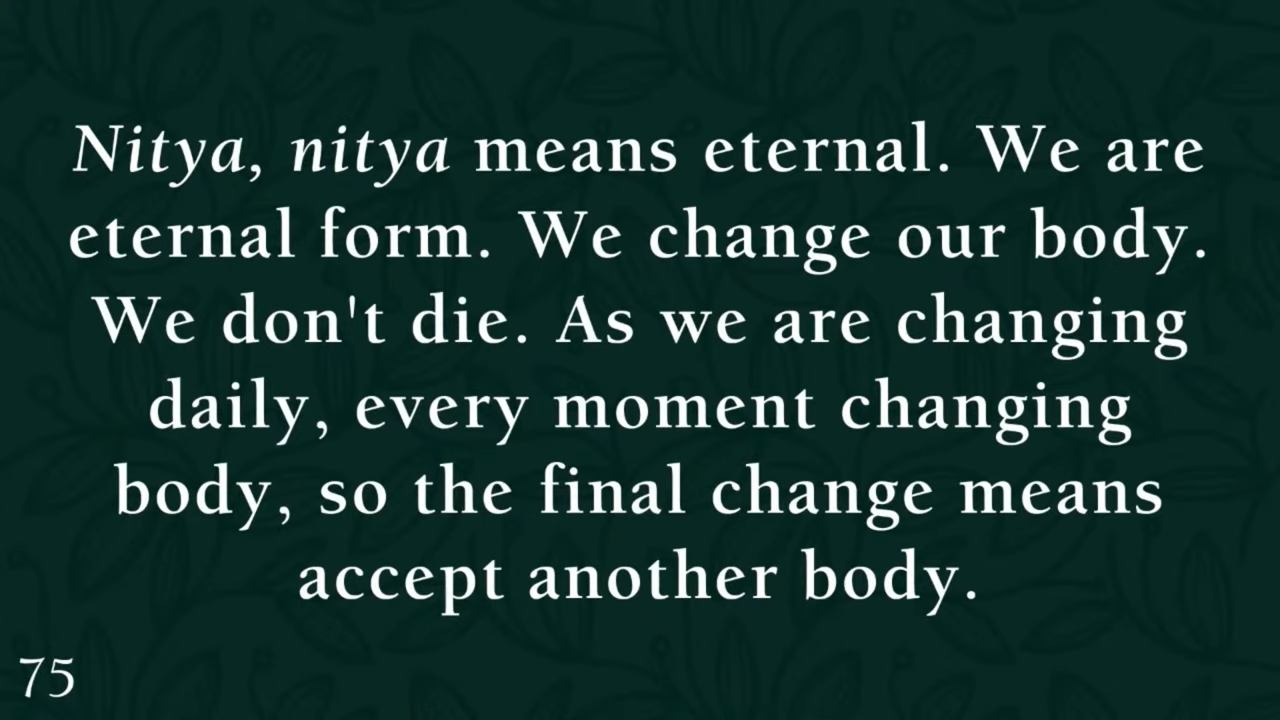 Nitya, nitya means eternal. We are
eternal form. We change our body.
We don't die. As we are changing
daily, every moment changing
body, so the final change means
accept another body.
75